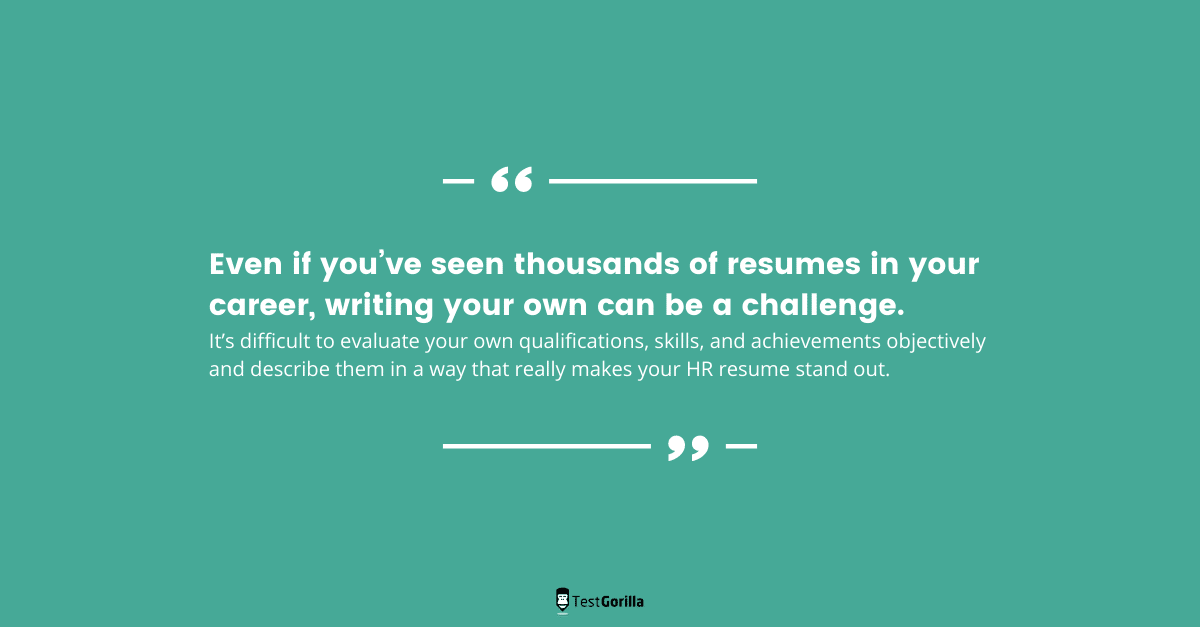 “
Even if you’ve seen thousands of resumes in your
career, writing your own can be a challenge.
It’s difficult to evaluate your own qualifications, skills, and achievements objectively
and describe them in a way that really makes your HR resume stand out.
”
TestGorilla